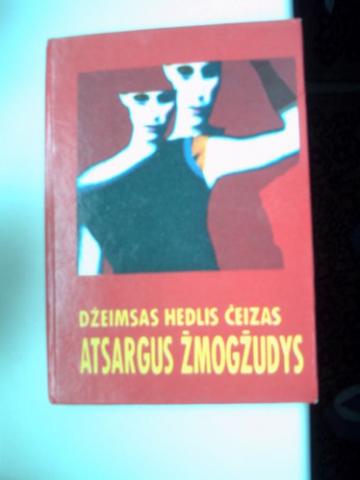 DŽEIMSAS HEDLIS ČEIZAS
ATSARGUS ŽMOGŽUDYS